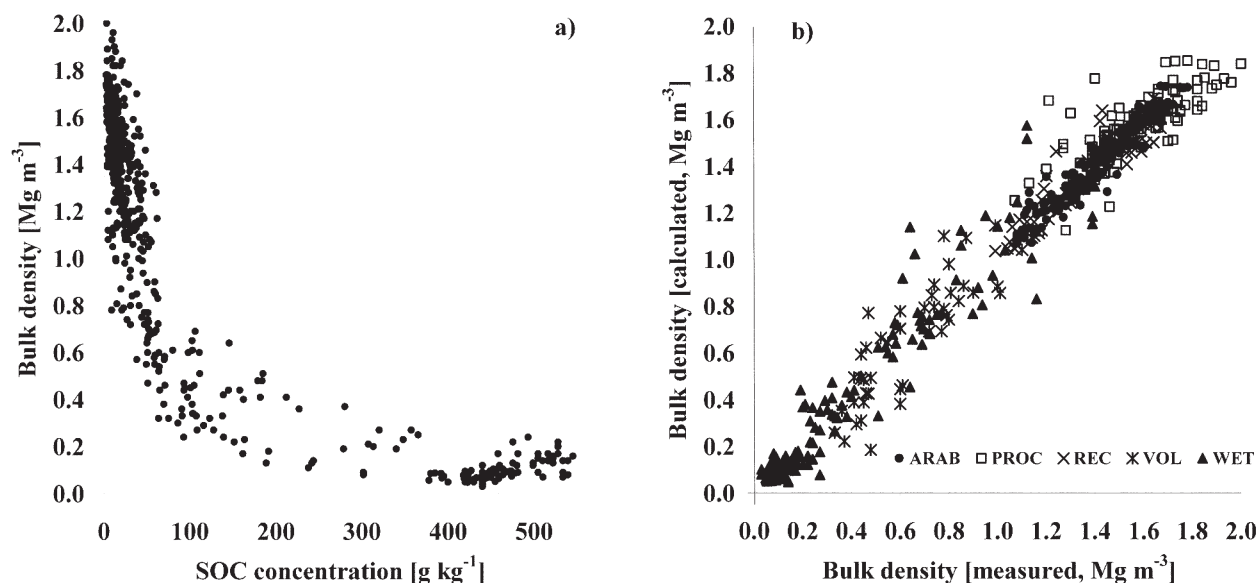 a)
Bulk density [Mg m-3]
2.0
1.8
1.6
1.4
1.2
1.0
0.8
0.6
0.4
0.2
0.0
0 100 200 300 400 500
SOC concentration [g kg-1]
b)
Bulk density [calculated, Mg m-3]
2.0
1.8
1.6
1.4
1.2
1.0
0.8
0.6
0.4
0.2
0.0
ARAB PROC REC VOL WET
0.0 0.2 0.4 0.6 0.8 1.0 1.2 1.4 1.6 1.8 2.0
Bulk density [measured, Mg m-3]